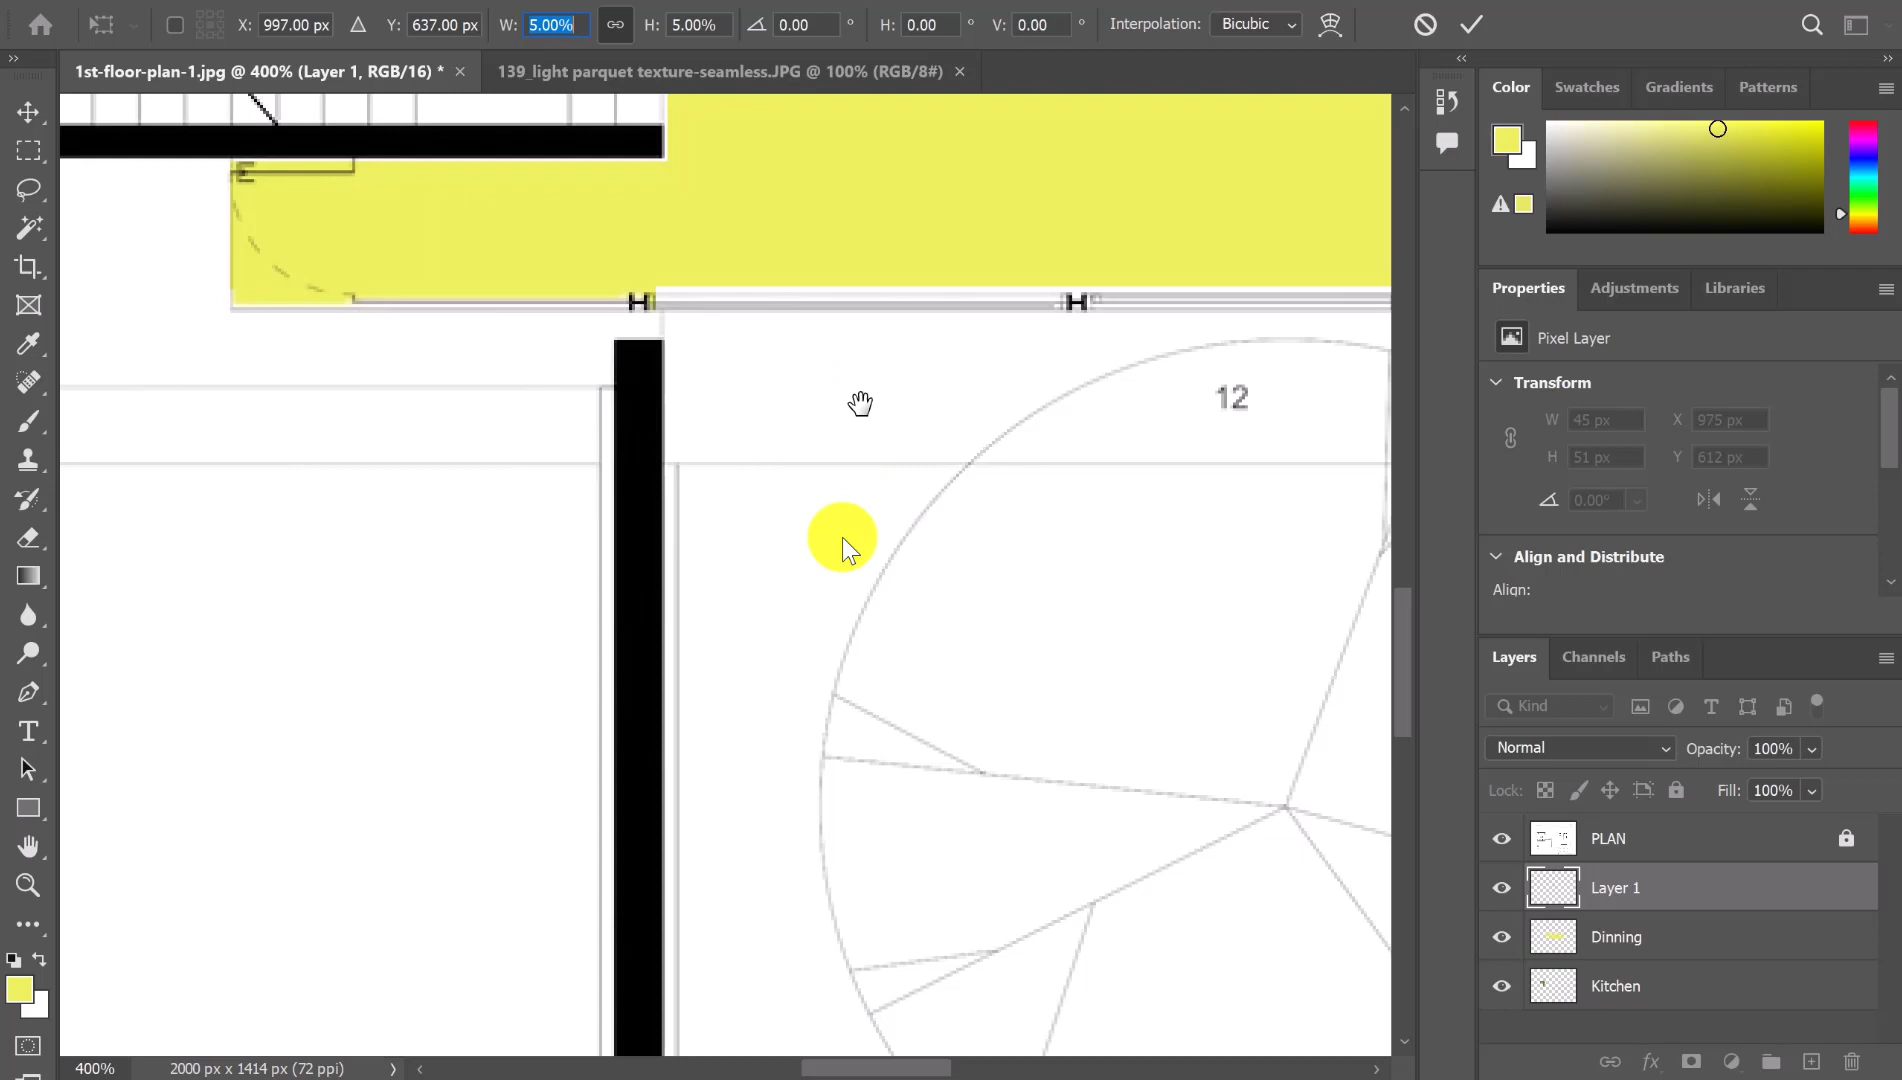 X: 997.00 px Y: 637.00 px W: 5.00% H: 5.00% 0.00 ° H: 0.00 ° V: 0.00 ° Interpolation: Bicubic
1st-floor-plan-1.jpg @ 400% (Layer 1, RGB/16) * × 139_light parquet texture-seamless.JPG @ 100% (RGB/8#) ×
Color Swatches Gradients Patterns
Properties Adjustments Libraries
Pixel Layer
Transform
W 45 px X 975 px
H 51 px Y 612 px
0.00°
Align and Distribute
Align:
12
Layers Channels Paths
Kind
Normal Opacity: 100%
Lock: Fill: 100%
PLAN
Layer 1
Dinning
Kitchen
400% 2000 px x 1414 px (72 ppi)